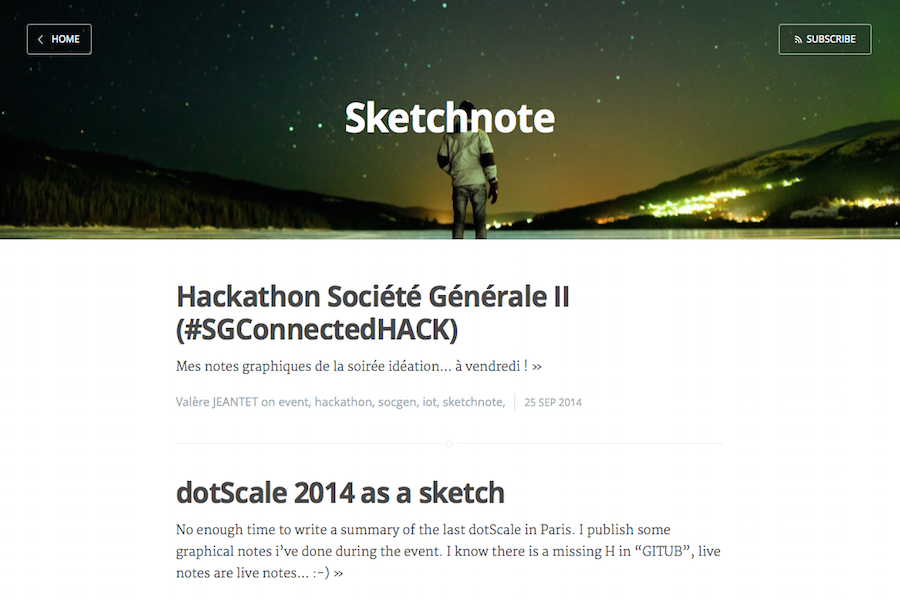 HOME
SUBSCRIBE
Sketchnote
Hackathon Société Générale II
(#SGConnectedHACK)
Mes notes graphiques de la soirée idéation... à vendredi ! »
Valère JEANTET on event, hackathon, socgen, iot, sketchnote, 25 SEP 2014
dotScale 2014 as a sketch
No enough time to write a summary of the last dotScale in Paris. I publish some
graphical notes i’ve done during the event. I know there is a missing H in “GITUB”, live
notes are live notes... :-) »